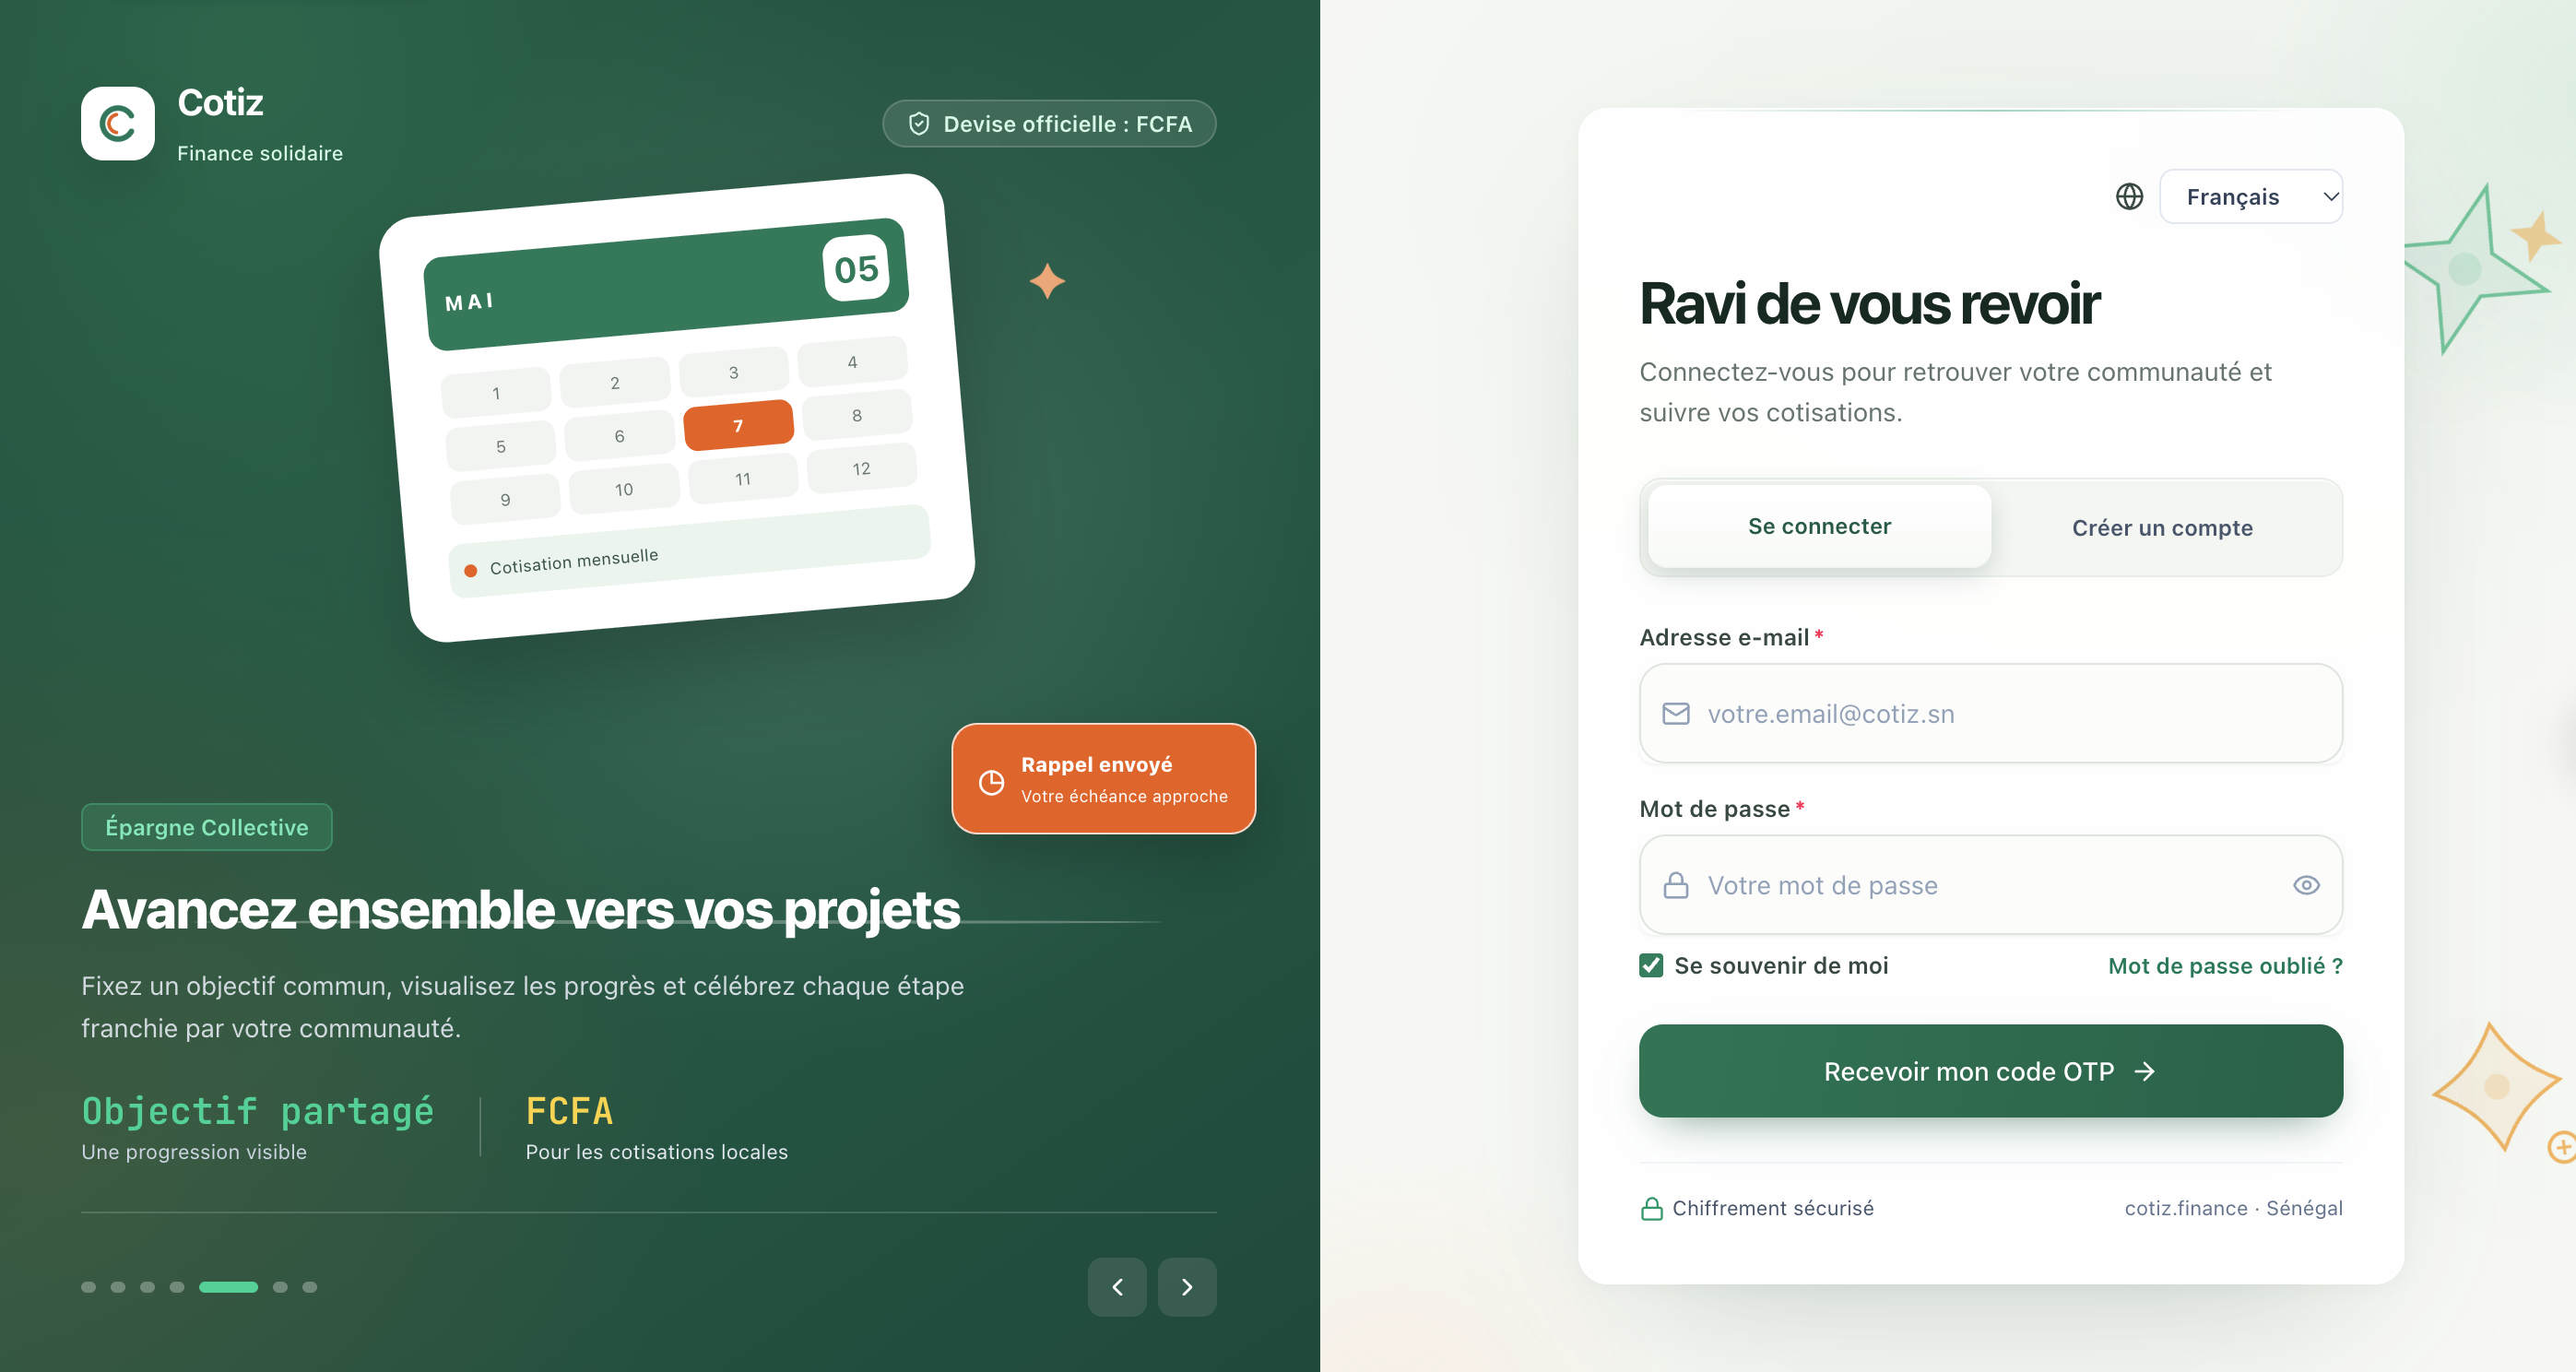 Cotiz
Finance solidaire
Devise officielle : FCFA
MAI
05
1 2 3 4
5 6 7 8
9 10 11 12
Cotisation mensuelle
Rappel envoyé
Votre échéance approche
Épargne Collective
Avancez ensemble vers vos projets
Fixez un objectif commun, visualisez les progrès et célébrez chaque étape
franchie par votre communauté.
Objectif partagé
Une progression visible
FCFA
Pour les cotisations locales
Français
Ravi de vous revoir
Connectez-vous pour retrouver votre communauté et
suivre vos cotisations.
Se connecter
Créer un compte
Adresse e-mail *
votre.email@cotiz.sn
Mot de passe *
Votre mot de passe
Se souvenir de moi
Mot de passe oublié ?
Recevoir mon code OTP →
Chiffrement sécurisé
cotiz.finance · Sénégal